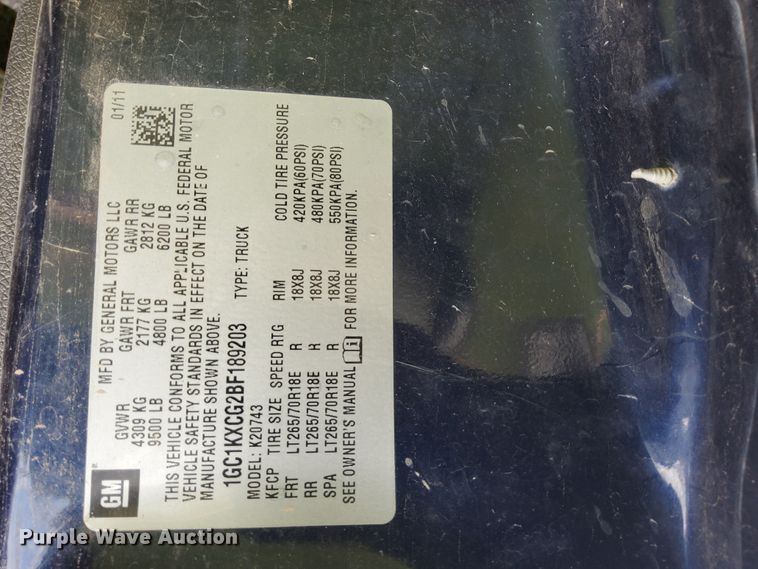 GM
MFD BY GENERAL MOTORS LLC 01/11
GVWR GAWR FRT GAWR RR
4309 KG 2177 KG 2812 KG
9500 LB 4800 LB 6200 LB
THIS VEHICLE CONFORMS TO ALL APPLICABLE U.S. FEDERAL MOTOR
VEHICLE SAFETY STANDARDS IN EFFECT ON THE DATE OF
MANUFACTURE SHOWN ABOVE.
1GC1KXCG2BF189203 TYPE: TRUCK
MODEL: K20743
KFCP TIRE SIZE SPEED RTG RIM COLD TIRE PRESSURE
FRT LT265/70R18E R 18X8J 420KPA(60PSI)
RR LT265/70R18E R 18X8J 480KPA(70PSI)
SPA LT265/70R18E R 18X8J 550KPA(80PSI)
SEE OWNER'S MANUAL FOR MORE INFORMATION.
Purple Wave Auction